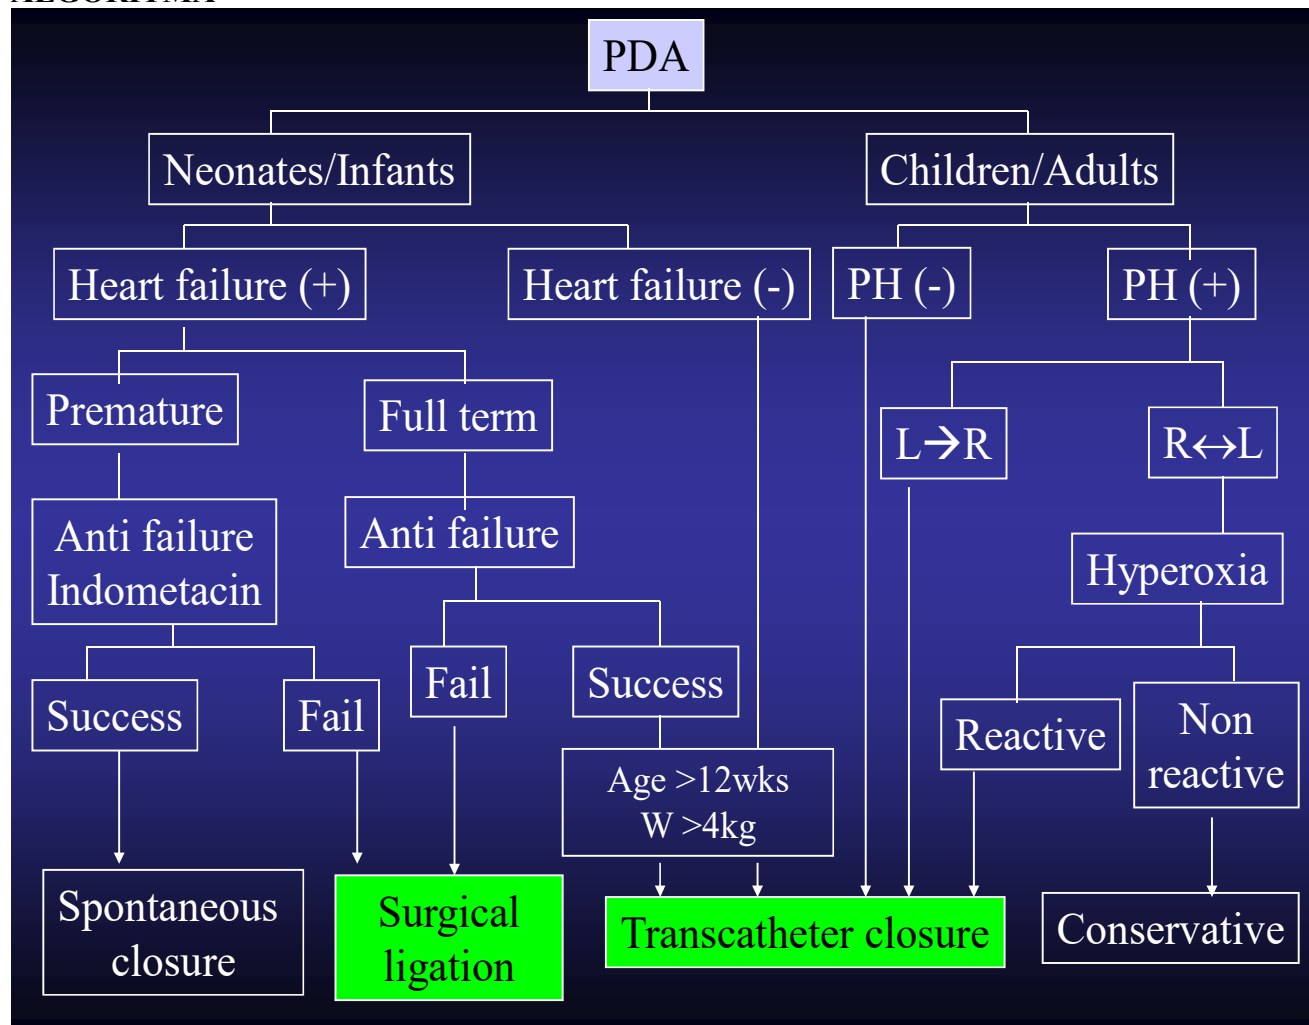 ALGORITMA
PDA
Neonates/Infants
Children/Adults
Heart failure (+)
Heart failure (-)
PH (-)
PH (+)
Premature
Full term
L→R
R↔L
Anti failure
Indometacin
Anti failure
Hyperoxia
Success
Fail
Fail
Success
Reactive
Non
reactive
Age >12wks
W >4kg
Spontaneous
closure
Surgical
ligation
Transcatheter closure
Conservative